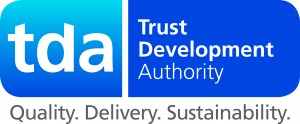 tda
Trust
Development
Authority
Quality. Delivery. Sustainability.